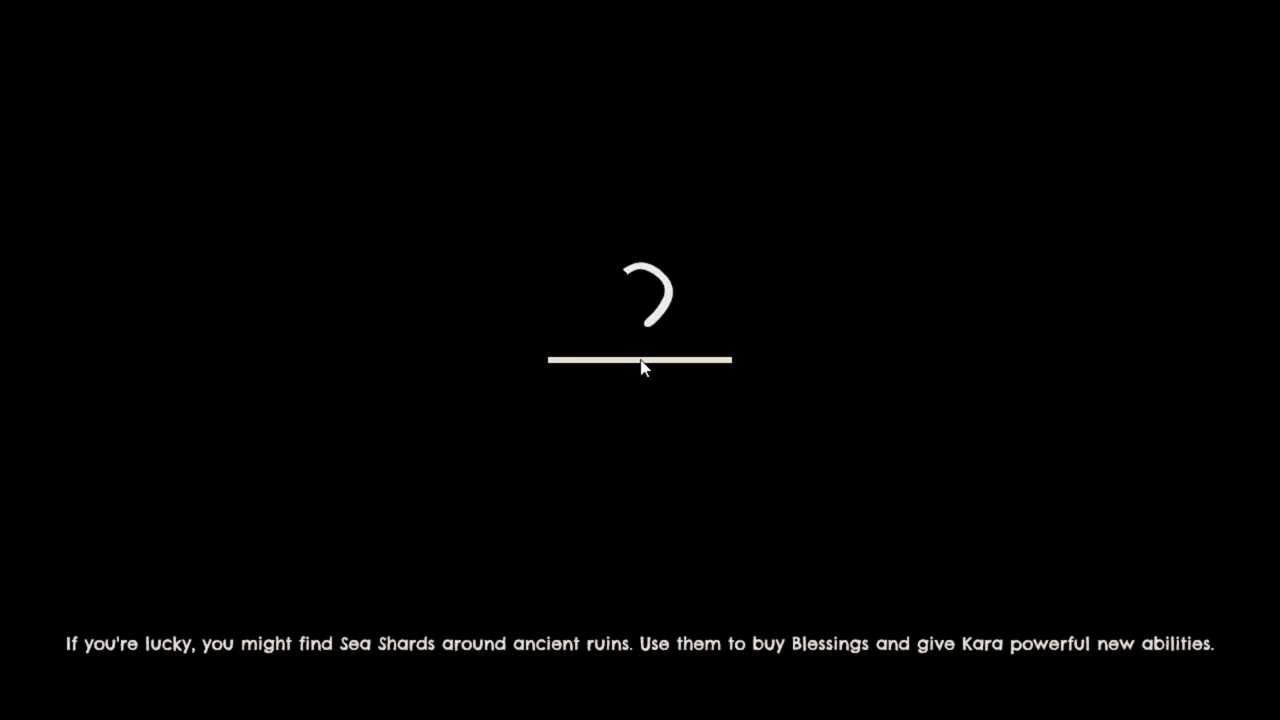 If you're lucky, you might find Sea Shards around ancient ruins. Use them to buy Blessings and give Kara powerful new abilities.